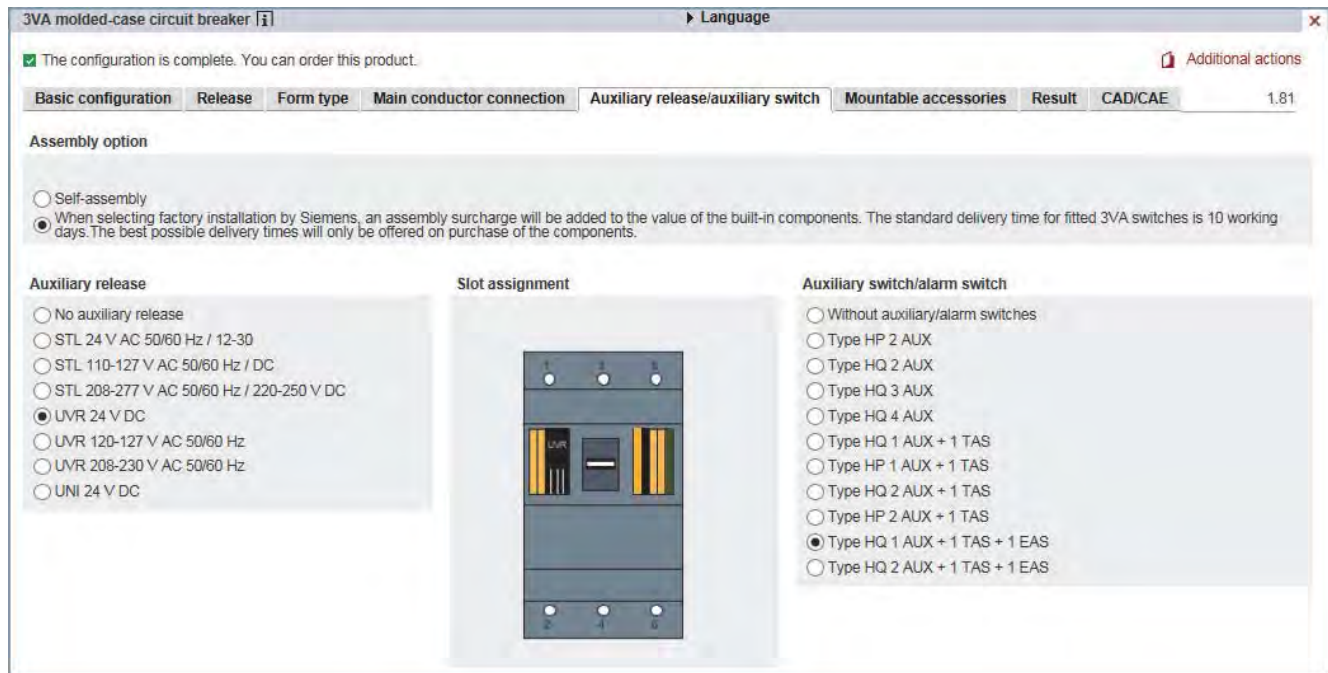 3VA molded-case circuit breaker i
Language
The configuration is complete. You can order this product.
Additional actions
Basic configuration Release Form type Main conductor connection Auxiliary release/auxiliary switch Mountable accessories Result CAD/CAE 1.81
Assembly option
Self-assembly
When selecting factory installation by Siemens, an assembly surcharge will be added to the value of the built-in components. The standard delivery time for fitted 3VA switches is 10 working
days.The best possible delivery times will only be offered on purchase of the components.
Auxiliary release
No auxiliary release
STL 24 V AC 50/60 Hz / 12-30
STL 110-127 V AC 50/60 Hz / DC
STL 208-277 V AC 50/60 Hz / 220-250 V DC
UVR 24 V DC
UVR 120-127 V AC 50/60 Hz
UVR 208-230 V AC 50/60 Hz
UNI 24 V DC
Slot assignment
1 3 5
UVR
2 4 6
Auxiliary switch/alarm switch
Without auxiliary/alarm switches
Type HP 2 AUX
Type HQ 2 AUX
Type HQ 3 AUX
Type HQ 4 AUX
Type HQ 1 AUX + 1 TAS
Type HP 1 AUX + 1 TAS
Type HQ 2 AUX + 1 TAS
Type HP 2 AUX + 1 TAS
Type HQ 1 AUX + 1 TAS + 1 EAS
Type HQ 2 AUX + 1 TAS + 1 EAS